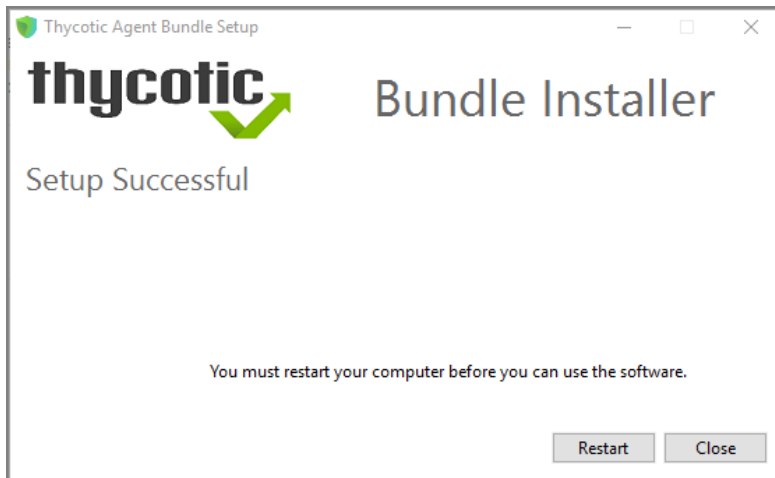 Thycotic Agent Bundle Setup
thycotic
Bundle Installer
Setup Successful
You must restart your computer before you can use the software.
Restart
Close